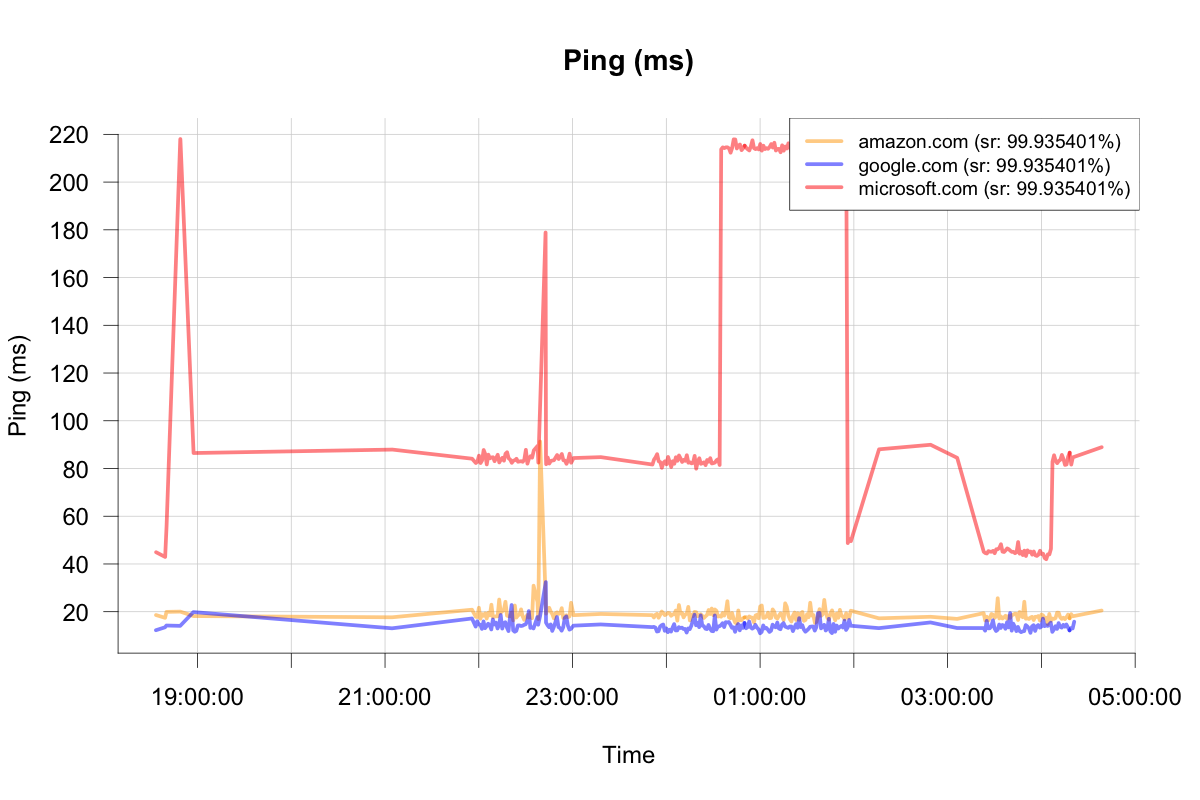 Ping (ms)
amazon.com (sr: 99.935401%)
google.com (sr: 99.935401%)
microsoft.com (sr: 99.935401%)
220
200
180
160
140
120
100
80
60
40
20
Ping (ms)
19:00:00
21:00:00
23:00:00
01:00:00
03:00:00
05:00:00
Time